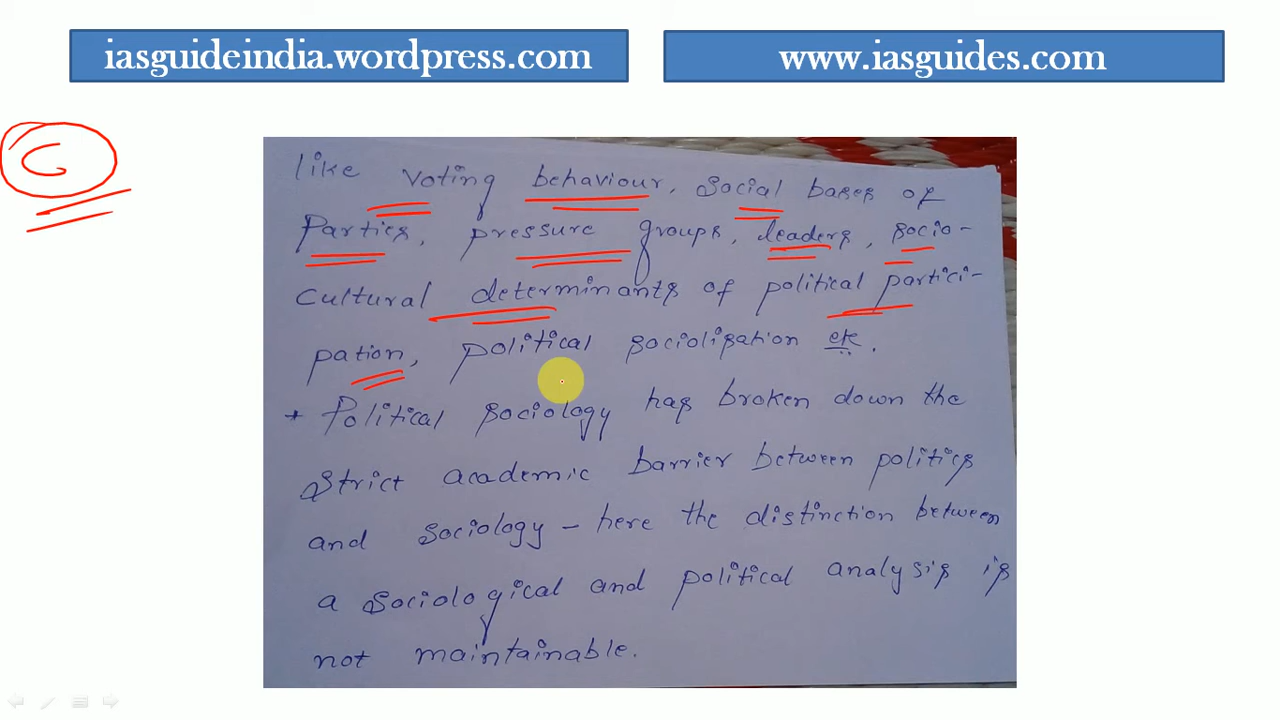 iasguideindia.wordpress.com
www.iasguides.com
G
like voting behaviour, social bases of
Parties, pressure groups, leaders, socio-
cultural determinants of political partici-
pation, political socialisation etc.
* Political sociology has broken down the
strict academic barrier between politics
and sociology – here the distinction between
a sociological and political analysis is
not maintainable.